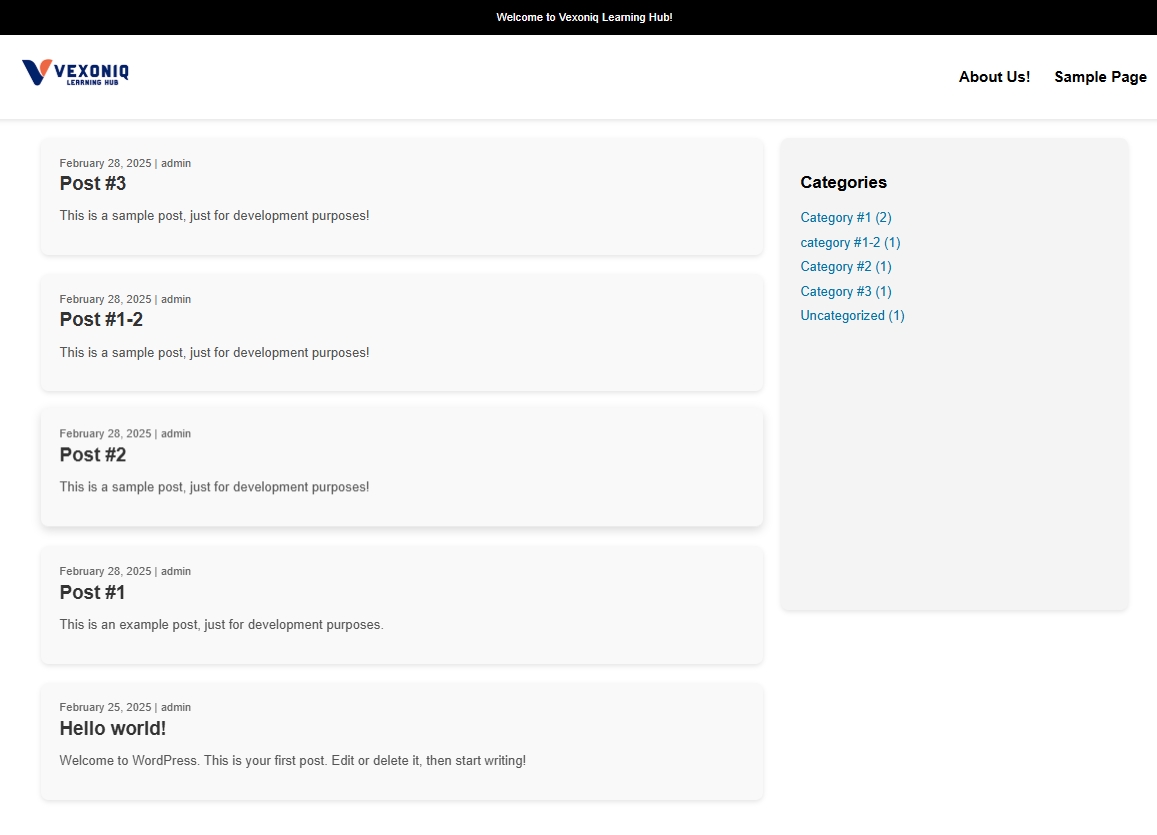 Welcome to Vexoniq Learning Hub!
VEXONIQ
LEARNING HUB
About Us!
Sample Page
February 28, 2025 | admin
Post #3
This is a sample post, just for development purposes!
February 28, 2025 | admin
Post #1-2
This is a sample post, just for development purposes!
February 28, 2025 | admin
Post #2
This is a sample post, just for development purposes!
February 28, 2025 | admin
Post #1
This is an example post, just for development purposes.
February 25, 2025 | admin
Hello world!
Welcome to WordPress. This is your first post. Edit or delete it, then start writing!
Categories
Category #1 (2)
category #1-2 (1)
Category #2 (1)
Category #3 (1)
Uncategorized (1)